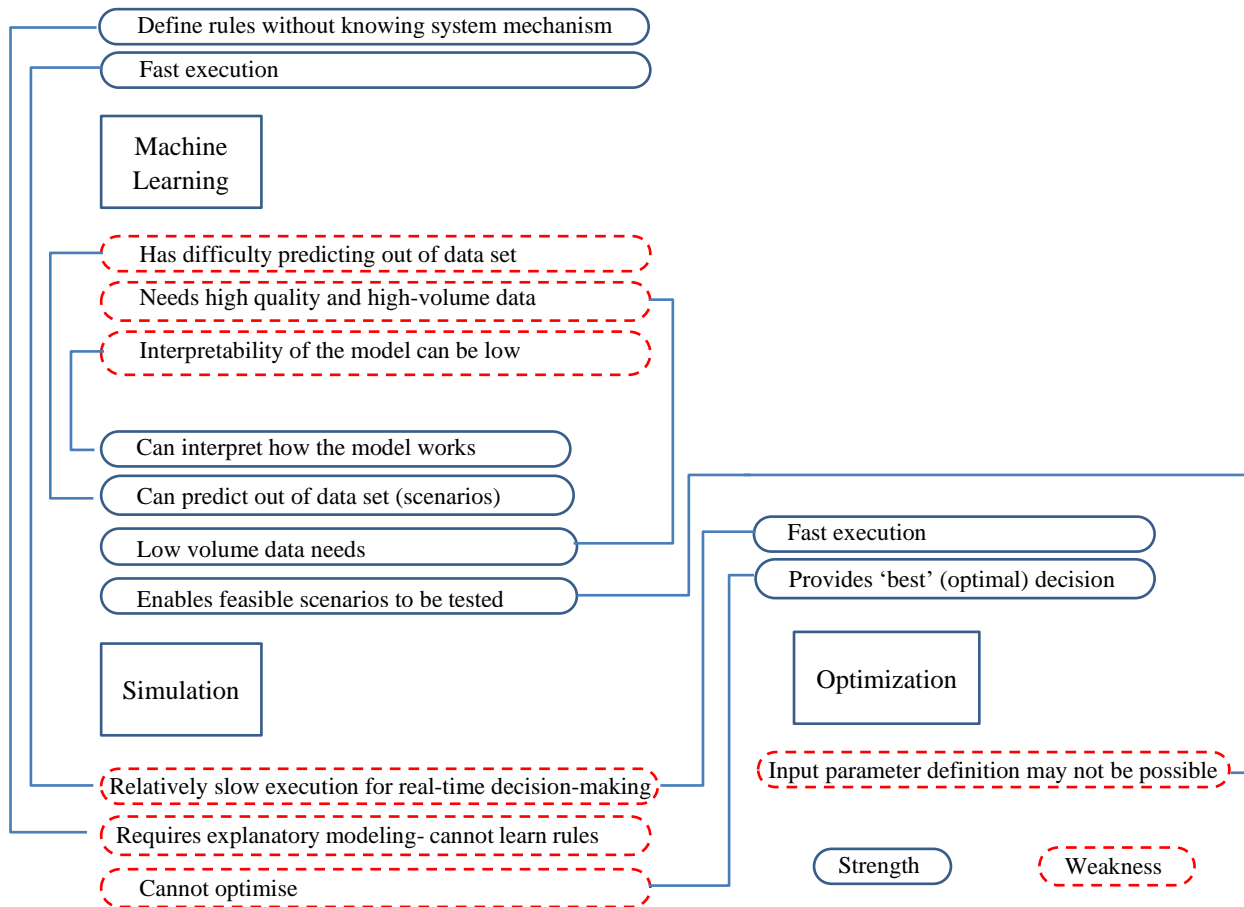 Define rules without knowing system mechanism
Fast execution
Machine
Learning
Has difficulty predicting out of data set
Needs high quality and high-volume data
Interpretability of the model can be low
Can interpret how the model works
Can predict out of data set (scenarios)
Low volume data needs
Enables feasible scenarios to be tested
Simulation
Relatively slow execution for real-time decision-making
Requires explanatory modeling- cannot learn rules
Cannot optimise
Fast execution
Provides ‘best’ (optimal) decision
Optimization
Input parameter definition may not be possible
Strength
Weakness